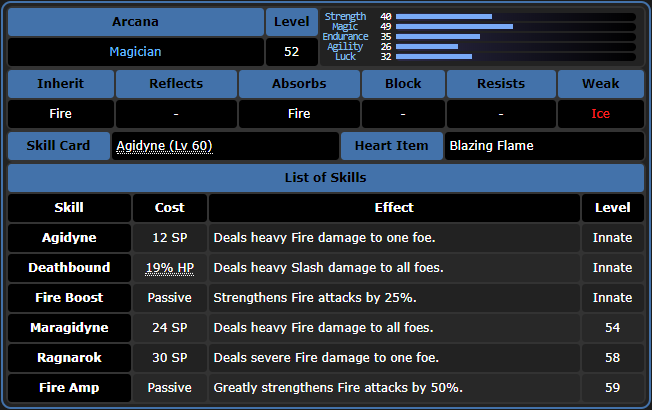 Arcana Level
Magician 52
Strength 40
Magic 49
Endurance 35
Agility 26
Luck 32
Inherit Reflects Absorbs Block Resists Weak
Fire - Fire - - Ice
Skill Card Agidyne (Lv 60) Heart Item Blazing Flame
List of Skills
Skill Cost Effect Level
Agidyne 12 SP Deals heavy Fire damage to one foe. Innate
Deathbound 19% HP Deals heavy Slash damage to all foes. Innate
Fire Boost Passive Strengthens Fire attacks by 25%. Innate
Maragidyne 24 SP Deals heavy Fire damage to all foes. 54
Ragnarok 30 SP Deals severe Fire damage to one foe. 58
Fire Amp Passive Greatly strengthens Fire attacks by 50%. 59